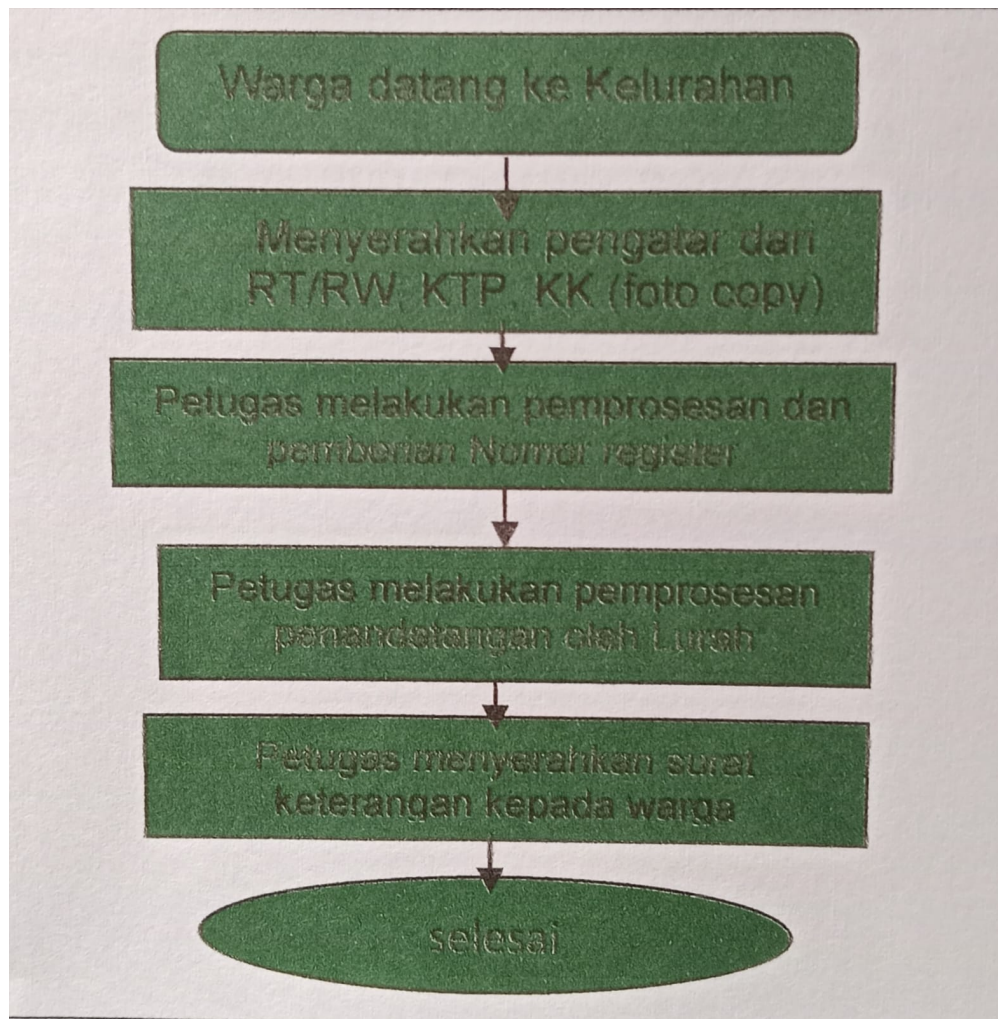 Warga datang ke Kelurahan
Menyerahkan pengatar dari
RT/RW, KTP, KK (foto copy)
Petugas melakukan pemprosesan dan
pemberian Nomor register
Petugas melakukan pemprosesan
penandatangan oleh Lurah
Petugas menyerahkan surat
keterangan kepada warga
selesai